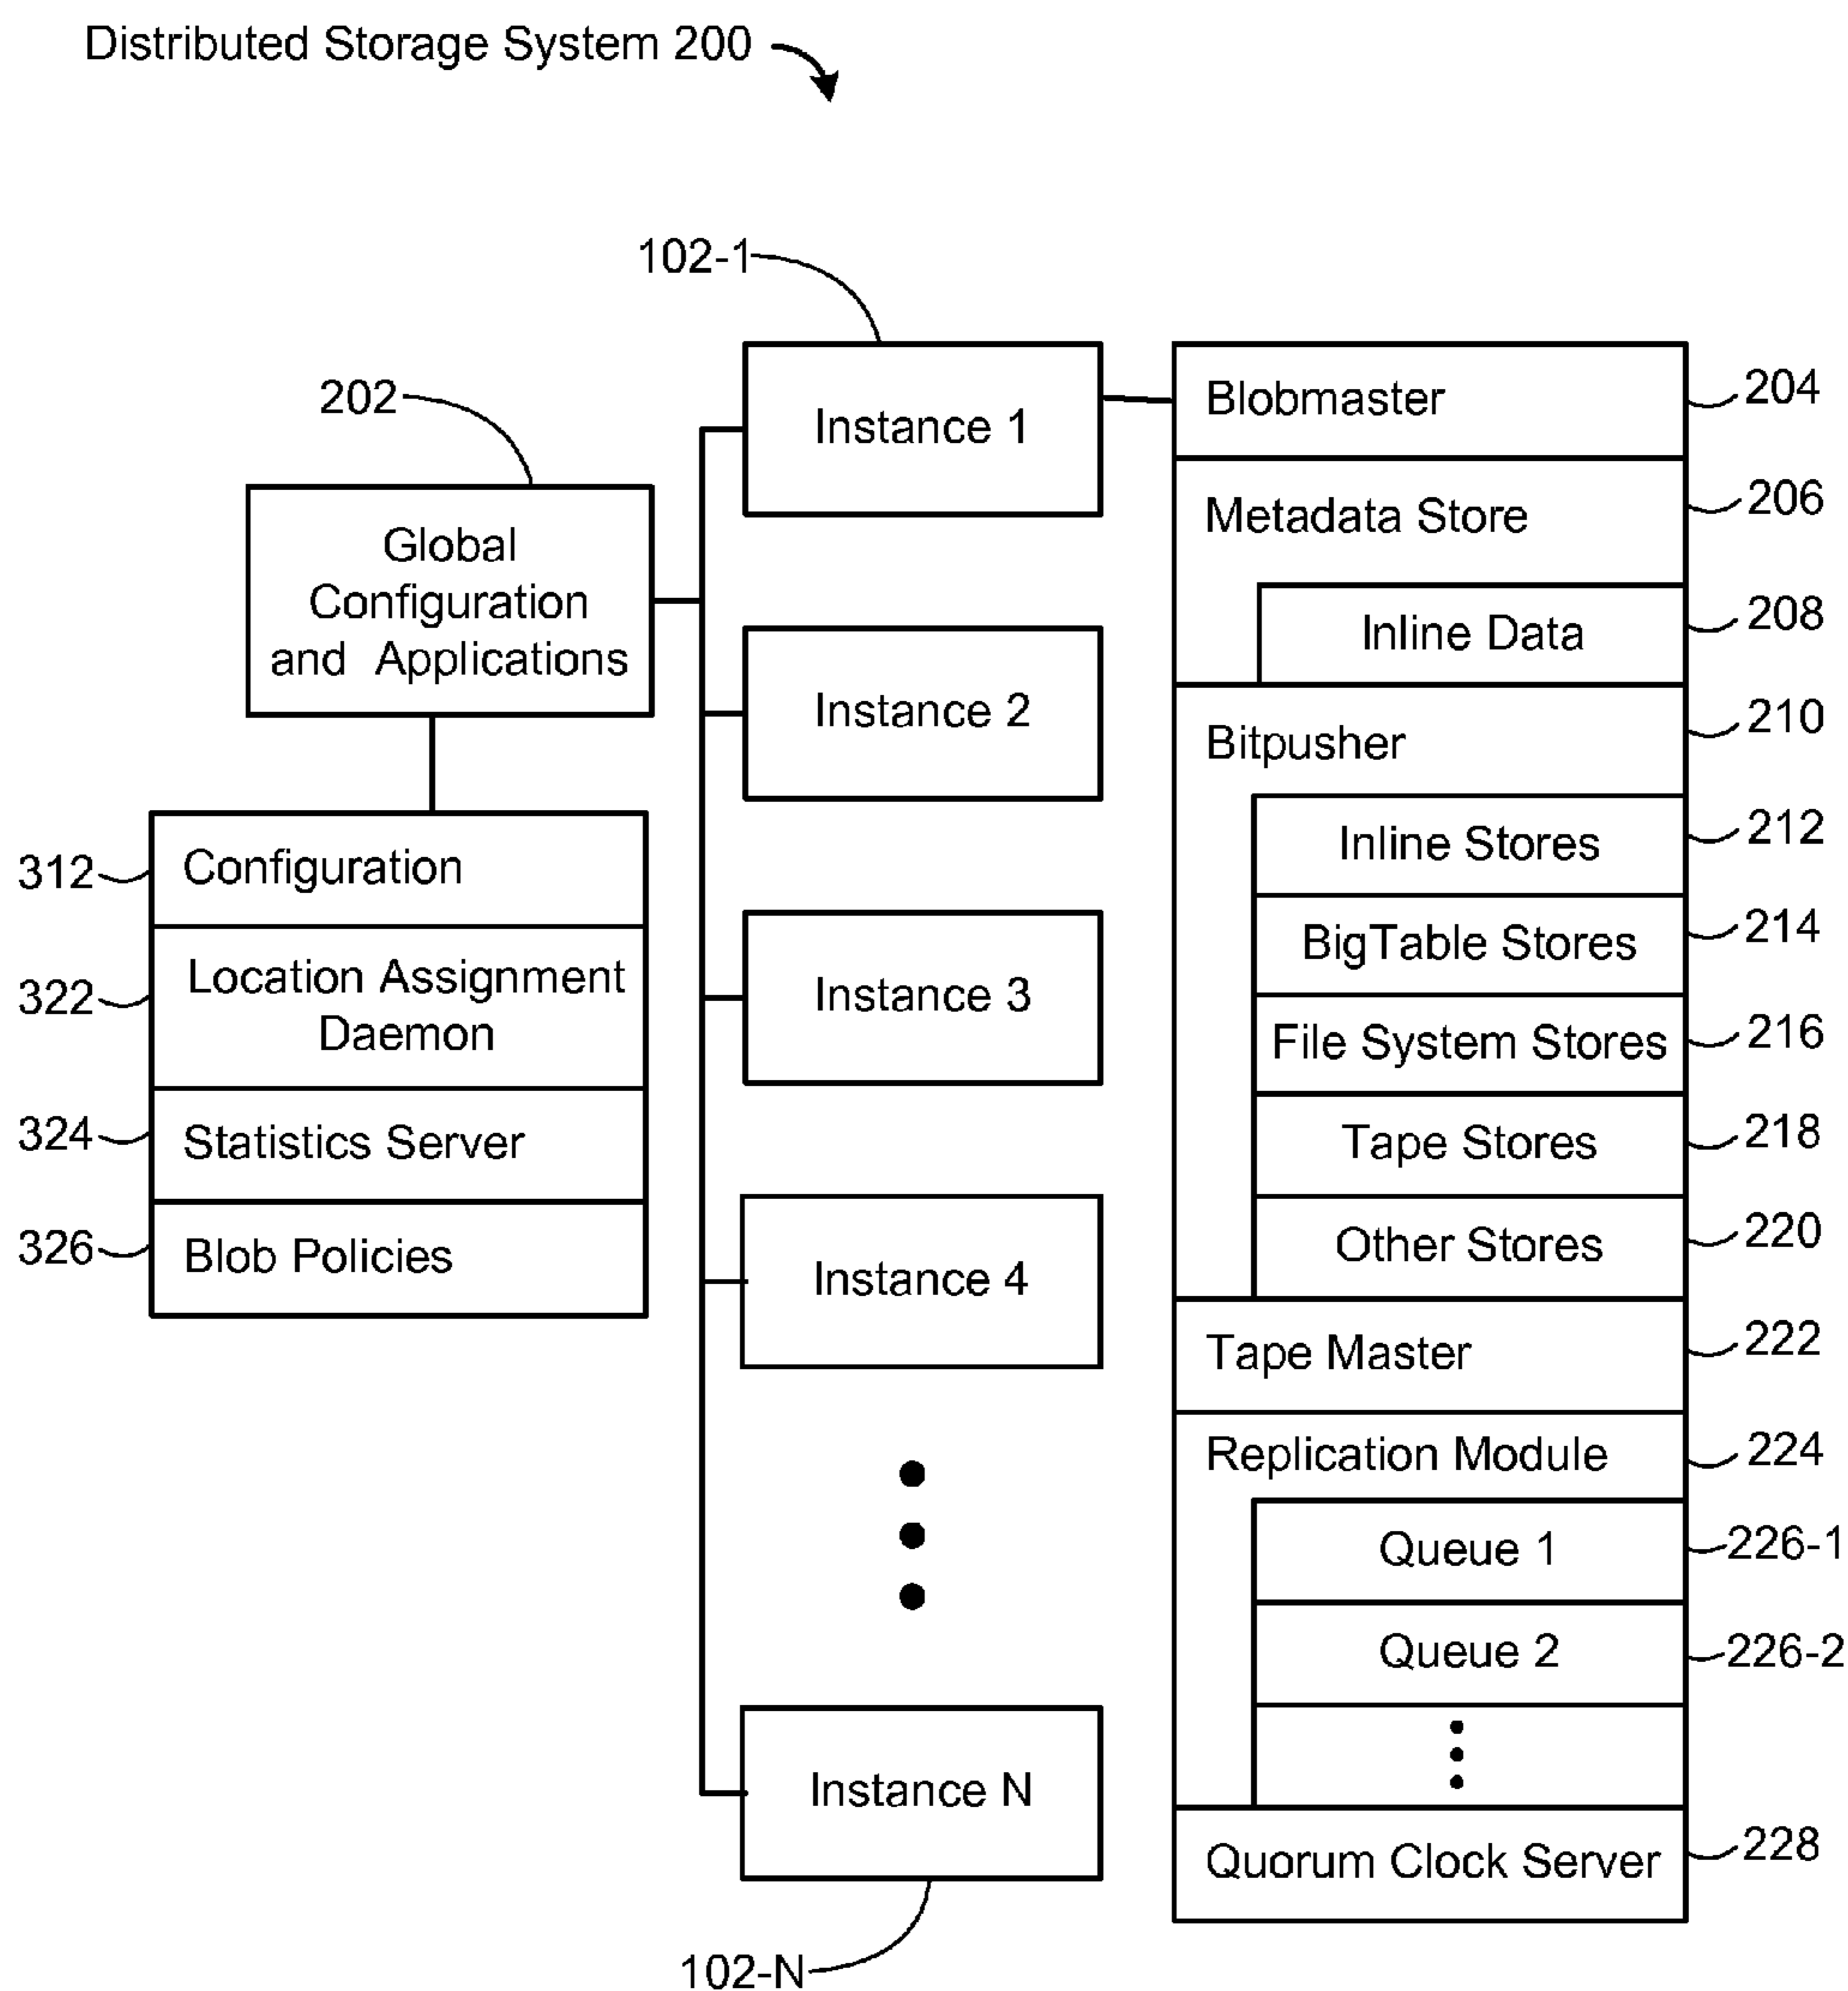 Distributed Storage System 200
102-1
202
Global
Configuration
and Applications
312
Configuration
322
Location Assignment
Daemon
324
Statistics Server
326
Blob Policies
Instance 1
Instance 2
Instance 3
Instance 4
Instance N
102-N
Blobmaster
204
Metadata Store
206
Inline Data
208
Bitpusher
210
Inline Stores
212
BigTable Stores
214
File System Stores
216
Tape Stores
218
Other Stores
220
Tape Master
222
Replication Module
224
Queue 1
226-1
Queue 2
226-2
Quorum Clock Server
228